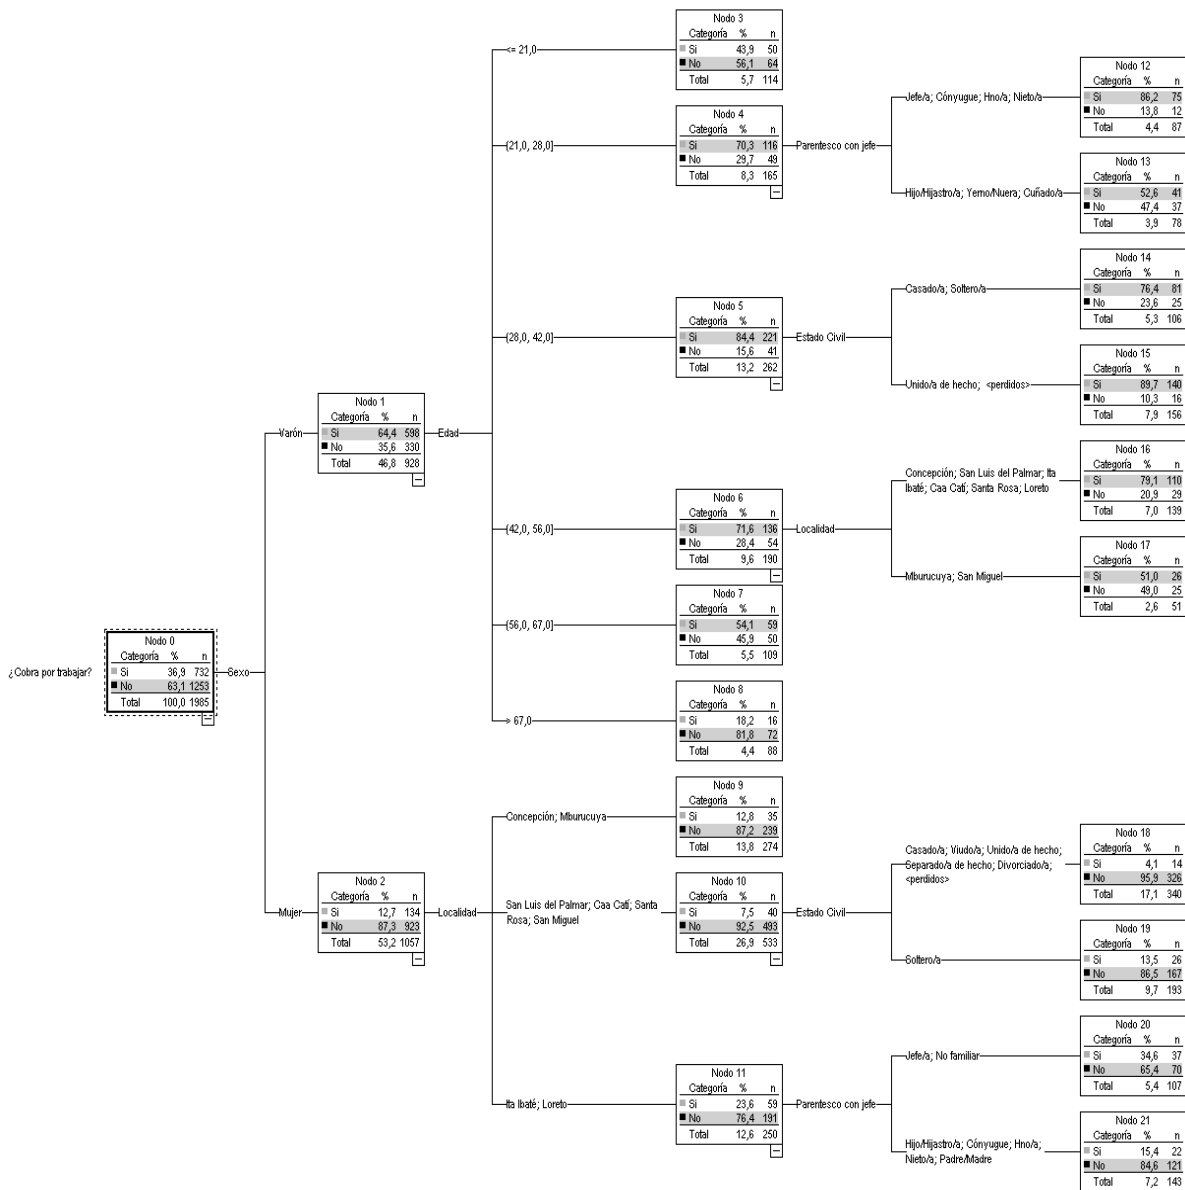 ¿Cobra por trabajar?
Nodo 0
Categoría % n
Si 36,9 732
No 63,1 1253
Total 100,0 1985
Sexo
Varón
Nodo 1
Categoría % n
Si 64,4 598
No 35,6 330
Total 46,8 928
Edad
<= 21,0
Nodo 3
Categoría % n
Si 43,9 50
No 56,1 64
Total 5,7 114
(21,0, 28,0]
Nodo 4
Categoría % n
Si 70,3 116
No 29,7 49
Total 8,3 165
Parentesco con jefe
Jefe/a; Cónyugue; Hno/a; Nieto/a
Nodo 12
Categoría % n
Si 86,2 75
No 13,8 12
Total 4,4 87
Hijo/Hijastro/a; Yerno/Nuera; Cuñado/a
Nodo 13
Categoría % n
Si 52,6 41
No 47,4 37
Total 3,9 78
(28,0, 42,0]
Nodo 5
Categoría % n
Si 84,4 221
No 15,6 41
Total 13,2 262
Estado Civil
Casado/a; Soltero/a
Nodo 14
Categoría % n
Si 76,4 81
No 23,6 25
Total 5,3 106
Unido/a de hecho; <perdidos>
Nodo 15
Categoría % n
Si 89,7 140
No 10,3 16
Total 7,9 156
(42,0, 56,0]
Nodo 6
Categoría % n
Si 71,6 136
No 28,4 54
Total 9,6 190
Localidad
Concepción; San Luis del Palmar; Ita
Ibaté; Caa Catí; Santa Rosa; Loreto
Nodo 16
Categoría % n
Si 79,1 110
No 20,9 29
Total 7,0 139
Mburucuya; San Miguel
Nodo 17
Categoría % n
Si 51,0 26
No 49,0 25
Total 2,6 51
(56,0, 67,0]
Nodo 7
Categoría % n
Si 54,1 59
No 45,9 50
Total 5,5 109
> 67,0
Nodo 8
Categoría % n
Si 18,2 16
No 81,8 72
Total 4,4 88
Mujer
Nodo 2
Categoría % n
Si 12,7 134
No 87,3 923
Total 53,2 1057
Localidad
Concepción; Mburucuya
Nodo 9
Categoría % n
Si 12,8 35
No 87,2 239
Total 13,8 274
San Luis del Palmar; Caa Catí; Santa
Rosa; San Miguel
Nodo 10
Categoría % n
Si 7,5 40
No 92,5 493
Total 26,9 533
Estado Civil
Casado/a; Viudo/a; Unido/a de hecho;
Separado/a de hecho; Divorciado/a;
<perdidos>
Nodo 18
Categoría % n
Si 4,1 14
No 95,9 326
Total 17,1 340
Soltero/a
Nodo 19
Categoría % n
Si 13,5 26
No 86,5 167
Total 9,7 193
Ita Ibaté; Loreto
Nodo 11
Categoría % n
Si 23,6 59
No 76,4 191
Total 12,6 250
Parentesco con jefe
Jefe/a; No familiar
Nodo 20
Categoría % n
Si 34,6 37
No 65,4 70
Total 5,4 107
Hijo/Hijastro/a; Cónyugue; Hno/a;
Nieto/a; Padre/Madre
Nodo 21
Categoría % n
Si 15,4 22
No 84,6 121
Total 7,2 143